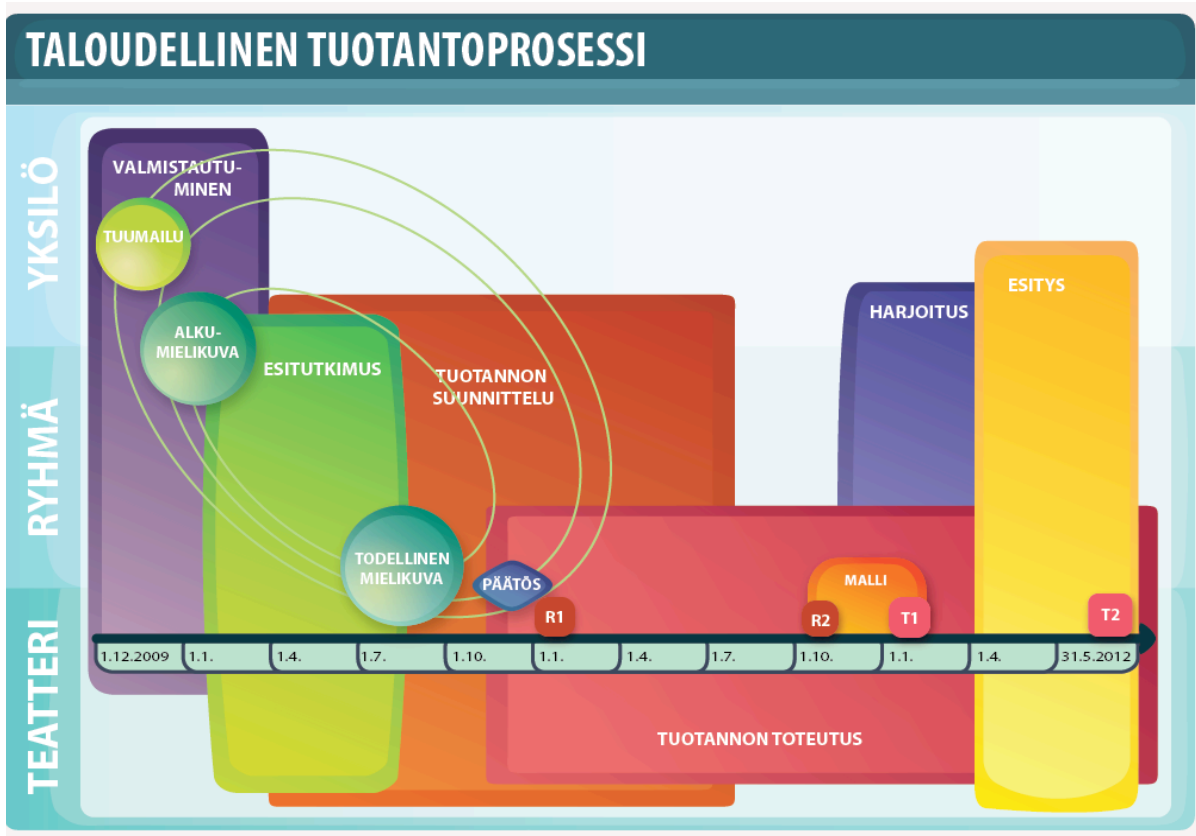 TALOUDELLINEN TUOTANTOPROSESSI
YKSILÖ
RYHMÄ
TEATTERI
VALMISTAUTU-
MINEN
TUUMAILU
ALKU-
MIELIKUVA
ESITUTKIMUS
TUOTANNON
SUUNNITTELU
HARJOITUS
ESITYS
TODELLINEN
MIELIKUVA
PÄÄTÖS
R1
MALLI
R2
T1
T2
1.12.2009
1.1.
1.4.
1.7.
1.10.
1.1.
1.4.
1.7.
1.10.
1.1.
1.4.
31.5.2012
TUOTANNON TOTEUTUS